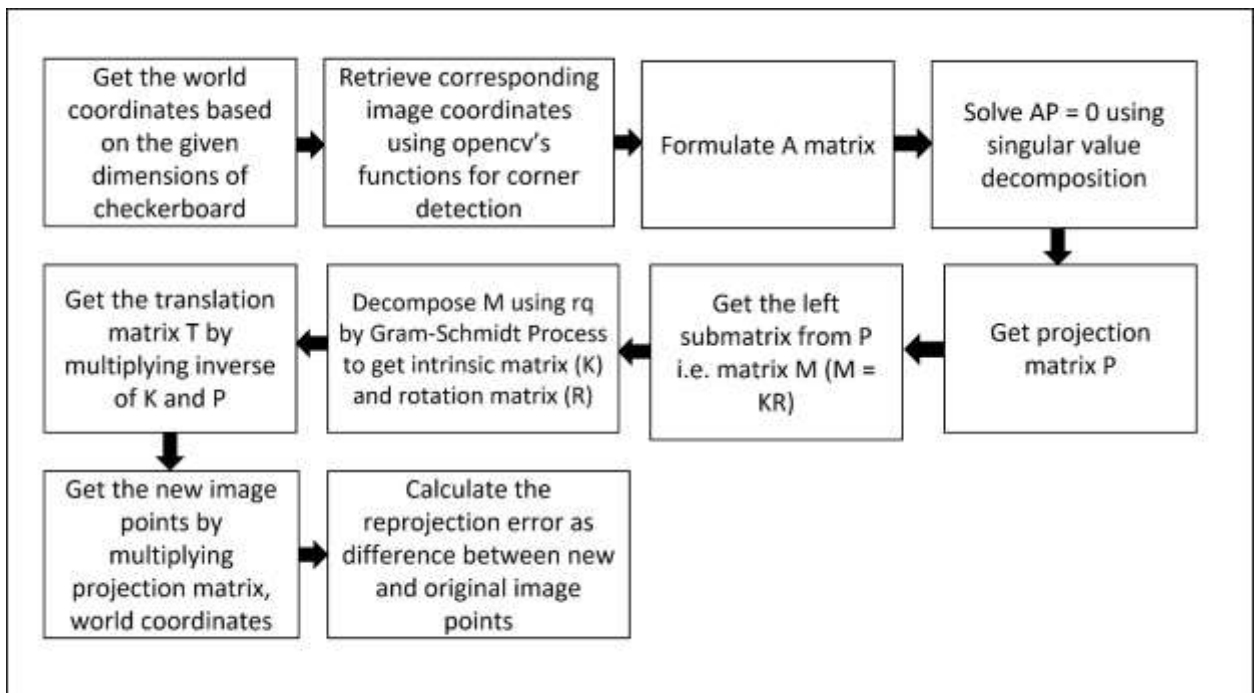 Get the world
coordinates based
on the given
dimensions of
checkerboard
Retrieve corresponding
image coordinates
using opencv's
functions for corner
detection
Formulate A matrix
Solve AP = 0 using
singular value
decomposition
Get projection
matrix P
Get the left
submatrix from P
i.e. matrix M (M =
KR)
Decompose M using rq
by Gram-Schmidt Process
to get intrinsic matrix (K)
and rotation matrix (R)
Get the translation
matrix T by
multiplying inverse
of K and P
Get the new image
points by
multiplying
projection matrix,
world coordinates
Calculate the
reprojection error as
difference between new
and original image
points